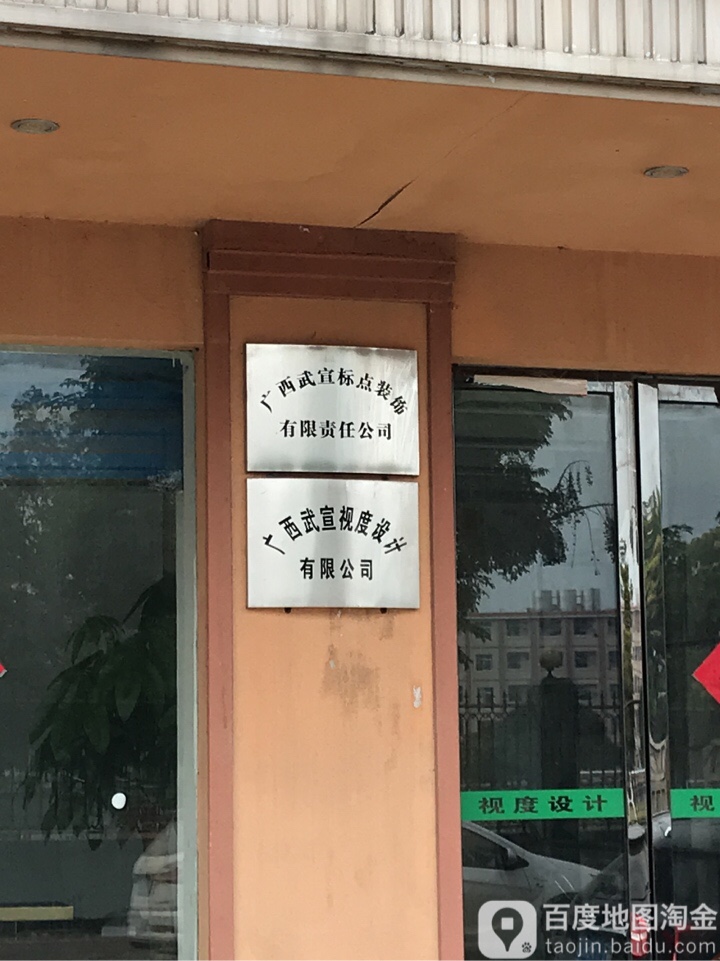 广西武宣标点装饰
有限责任公司
广西武宣视度设计
有限公司
视度设计
视
百度地图淘金
taojin.baidu.com